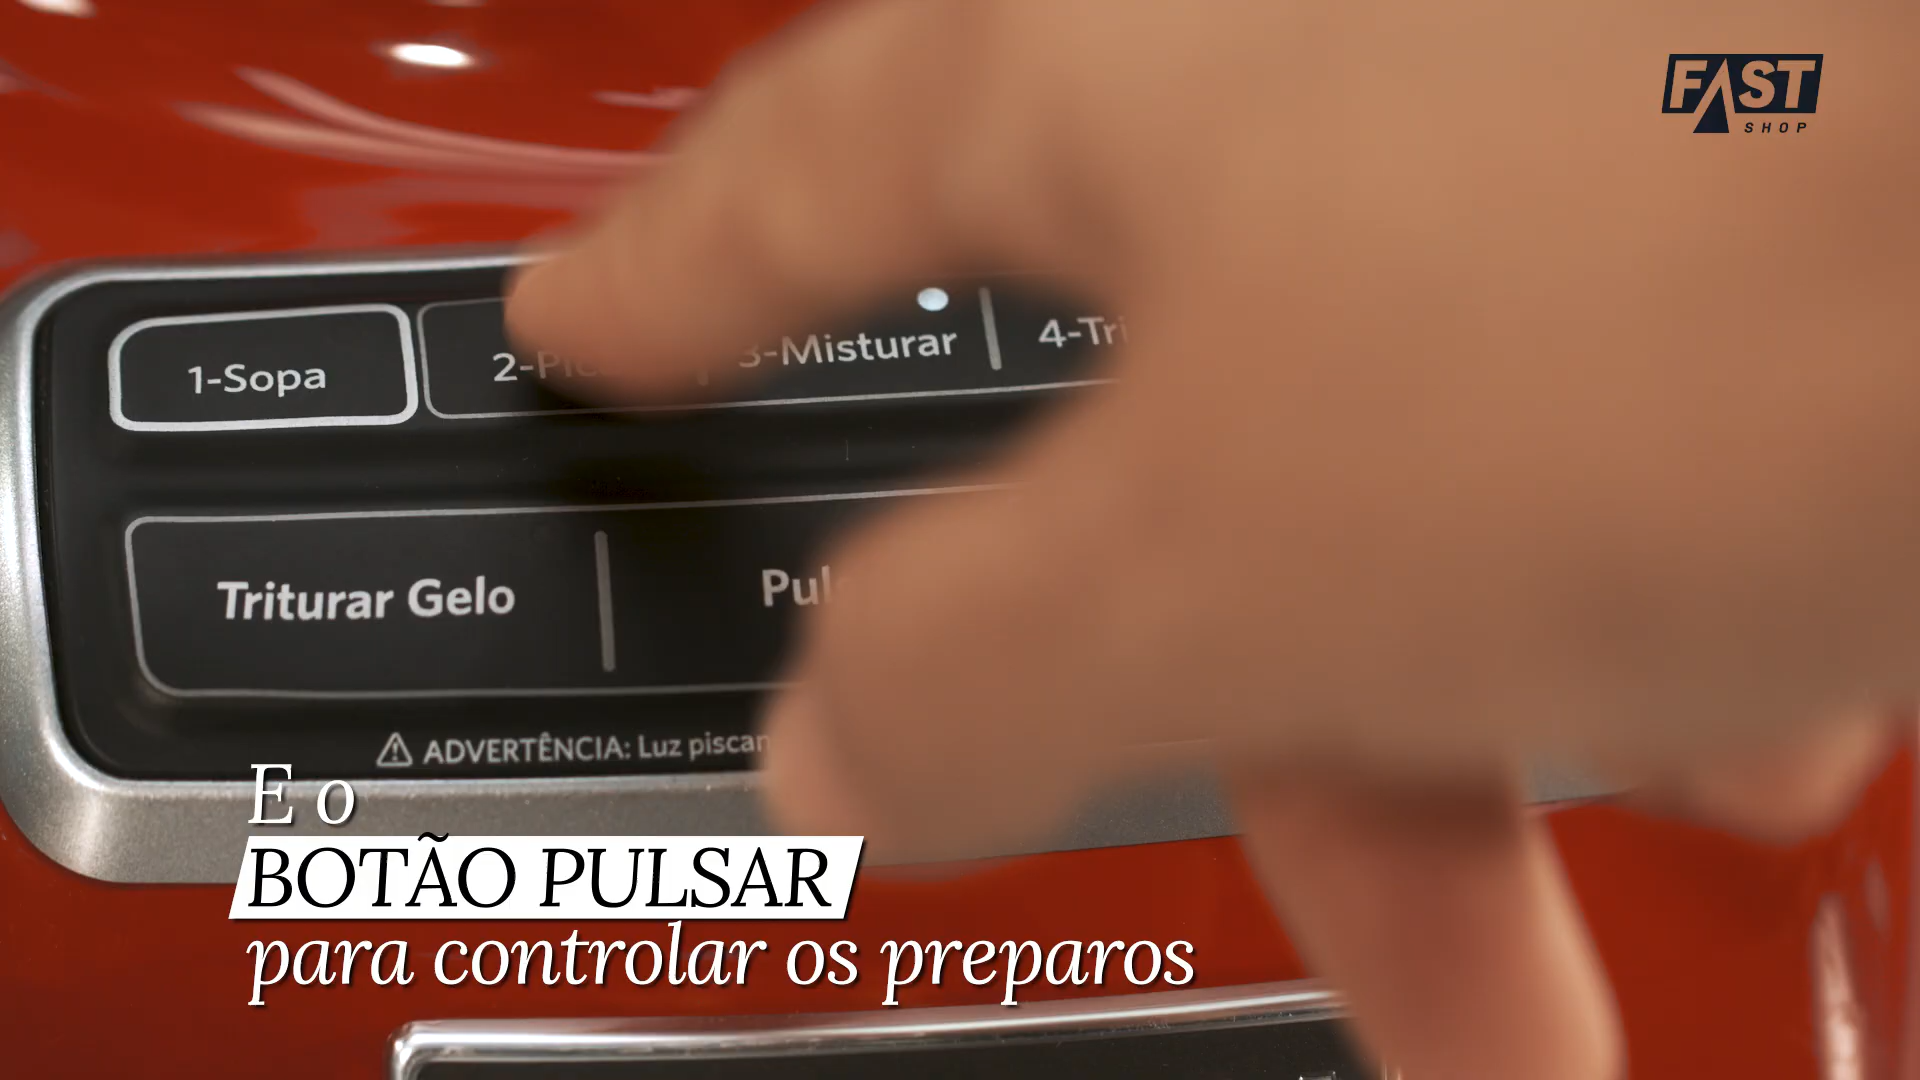 FAST
SHOP
1-Sopa
3-Misturar
Triturar Gelo
ADVERTÊNCIA: Luz
E o
BOTÃO PULSAR
para controlar os preparos